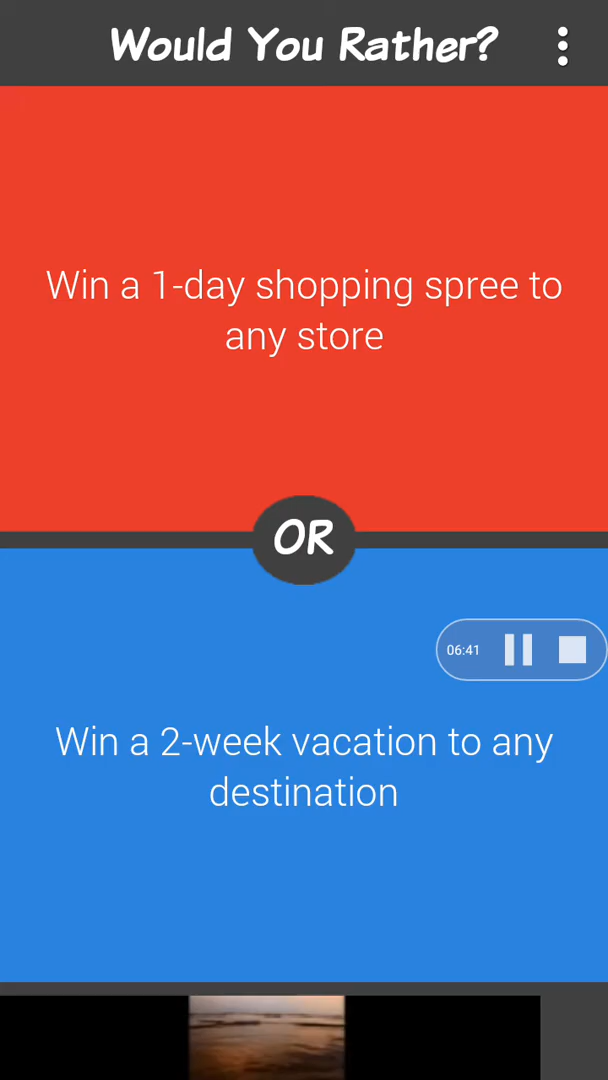 Would You Rather?
Win a 1-day shopping spree to
any store
OR
06:41
Win a 2-week vacation to any
destination